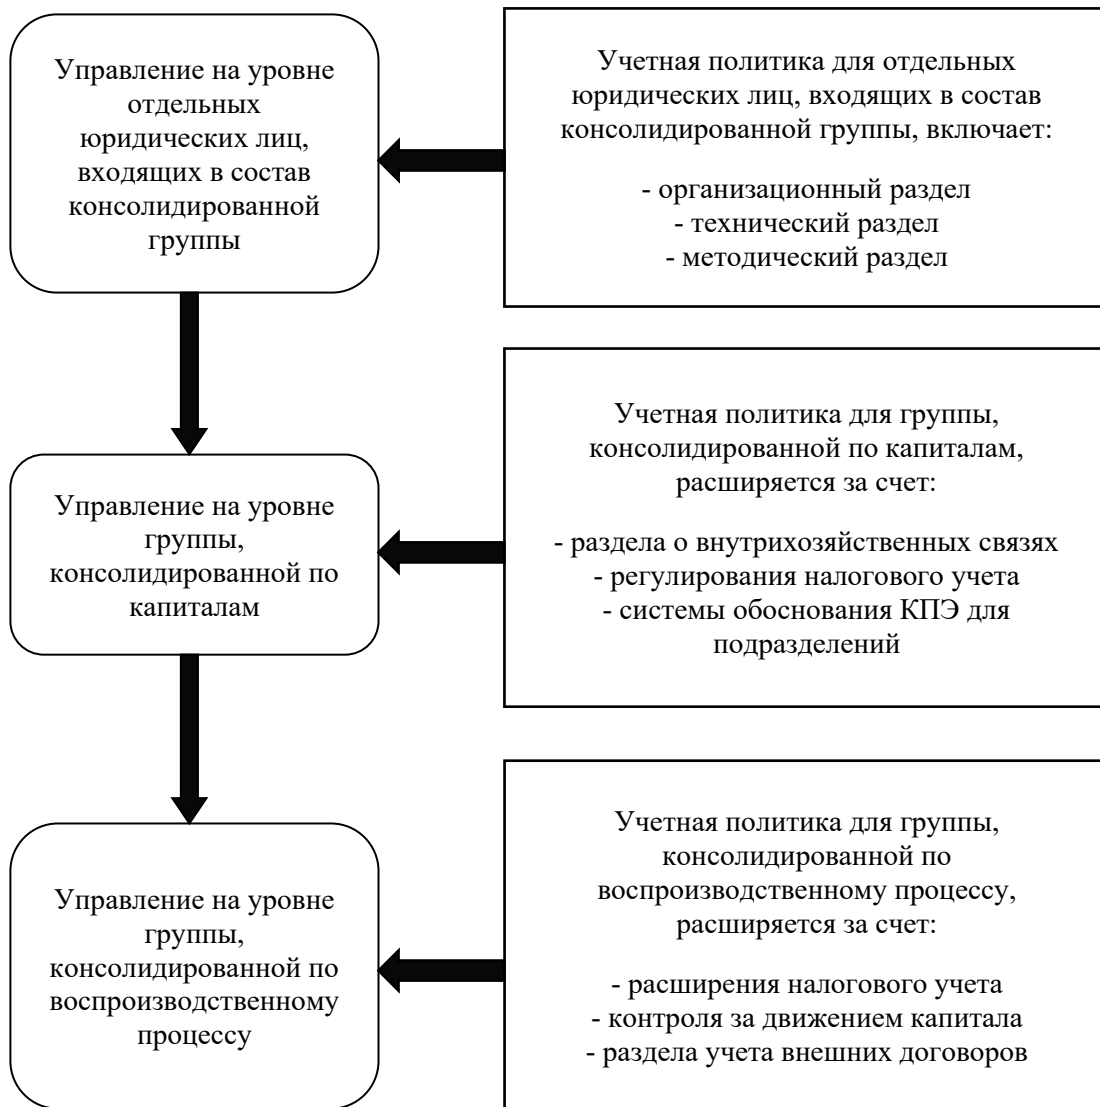 Управление на уровне
отдельных
юридических лиц,
входящих в состав
консолидированной
группы
Учетная политика для отдельных
юридических лиц, входящих в состав
консолидированной группы, включает:
- организационный раздел
- технический раздел
- методический раздел
Управление на уровне
группы,
консолидированной по
капиталам
Учетная политика для группы,
консолидированной по капиталам,
расширяется за счет:
- раздела о внутрихозяйственных связях
- регулирования налогового учета
- системы обоснования КПЭ для
подразделений
Управление на уровне
группы,
консолидированной по
воспроизводственному
процессу
Учетная политика для группы,
консолидированной по
воспроизводственному процессу,
расширяется за счет:
- расширения налогового учета
- контроля за движением капитала
- раздела учета внешних договоров